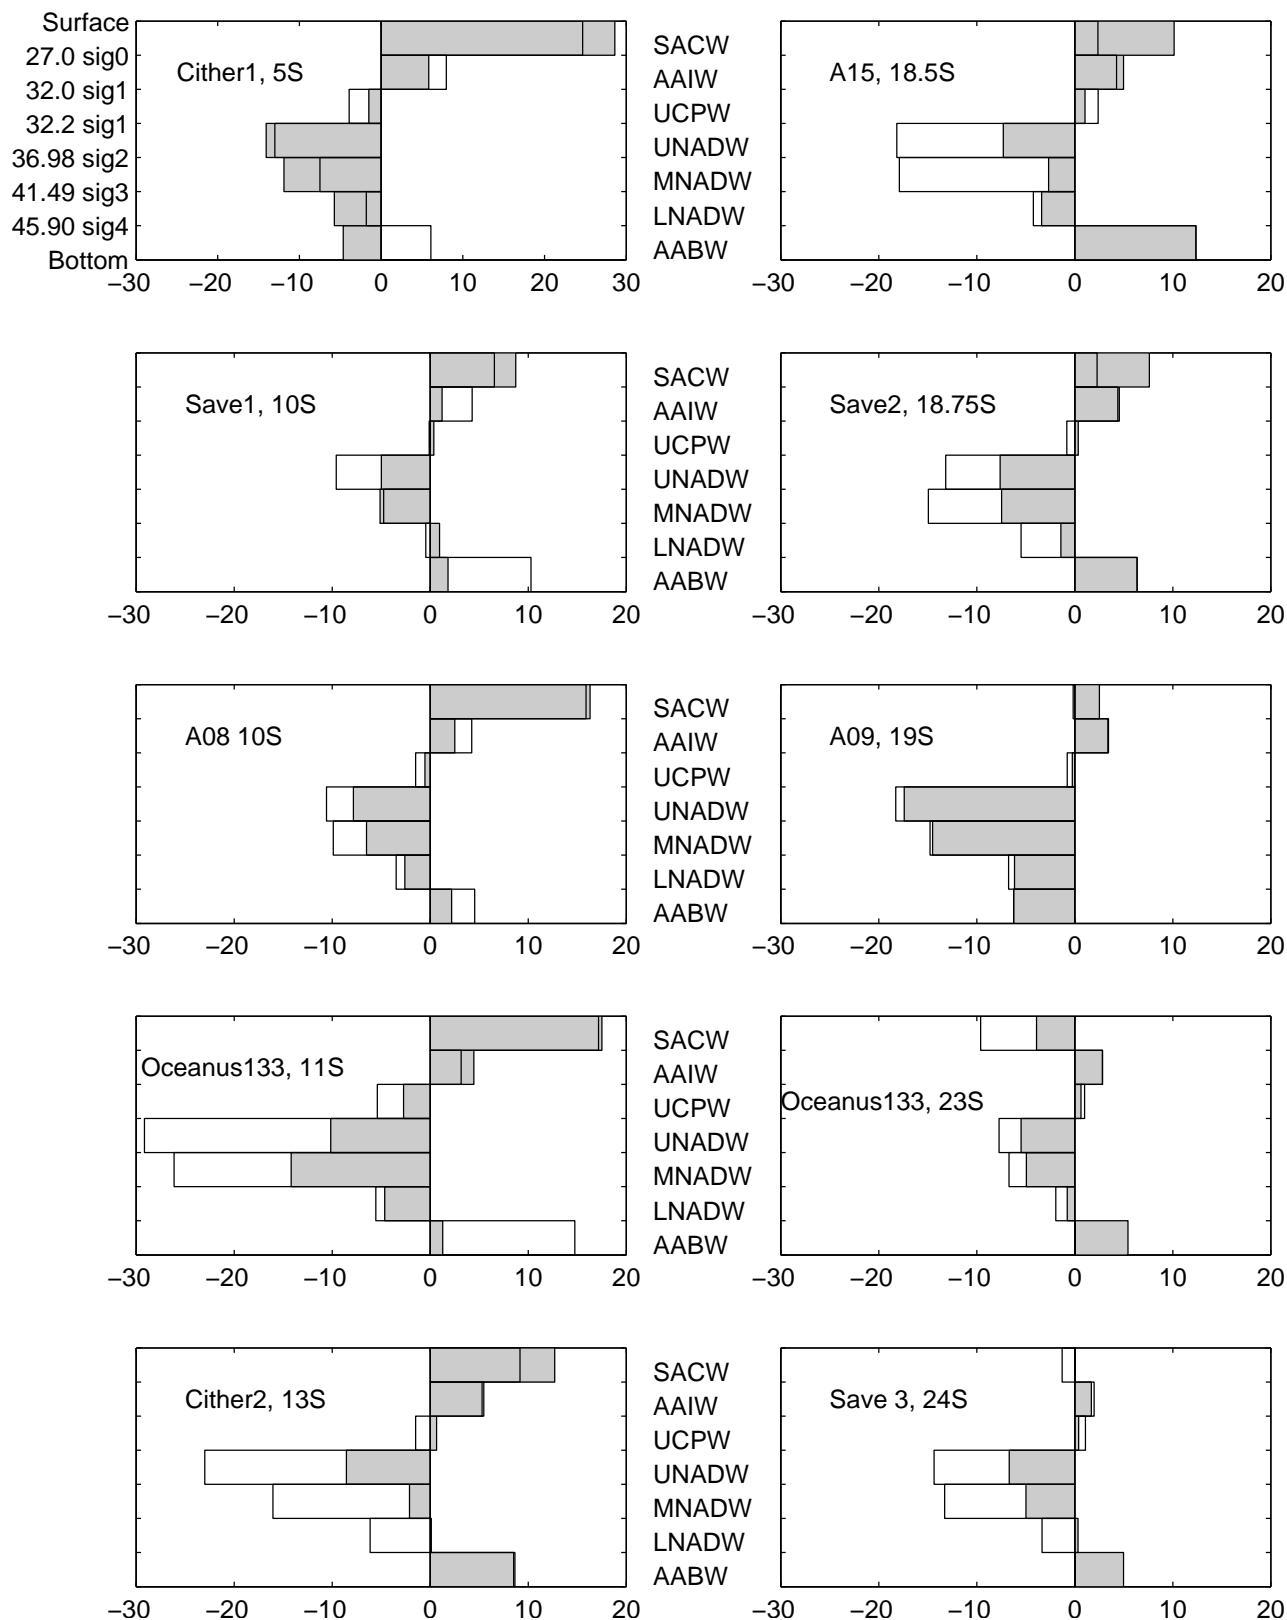 Surface
27.0 sig0
32.0 sig1
32.2 sig1
36.98 sig2
41.49 sig3
45.90 sig4
Bottom
Cither1, 5S
−30 −20 −10 0 10 20 30
SACW
AAIW
UCPW
UNADW
MNADW
LNADW
AABW
A15, 18.5S
−30 −20 −10 0 10 20
Save1, 10S
−30 −20 −10 0 10 20
SACW
AAIW
UCPW
UNADW
MNADW
LNADW
AABW
Save2, 18.75S
−30 −20 −10 0 10 20
A08 10S
−30 −20 −10 0 10 20
SACW
AAIW
UCPW
UNADW
MNADW
LNADW
AABW
A09, 19S
−30 −20 −10 0 10 20
Oceanus133, 11S
−30 −20 −10 0 10 20
SACW
AAIW
UCPW
UNADW
MNADW
LNADW
AABW
Oceanus133, 23S
−30 −20 −10 0 10 20
Cither2, 13S
−30 −20 −10 0 10 20
SACW
AAIW
UCPW
UNADW
MNADW
LNADW
AABW
Save 3, 24S
−30 −20 −10 0 10 20